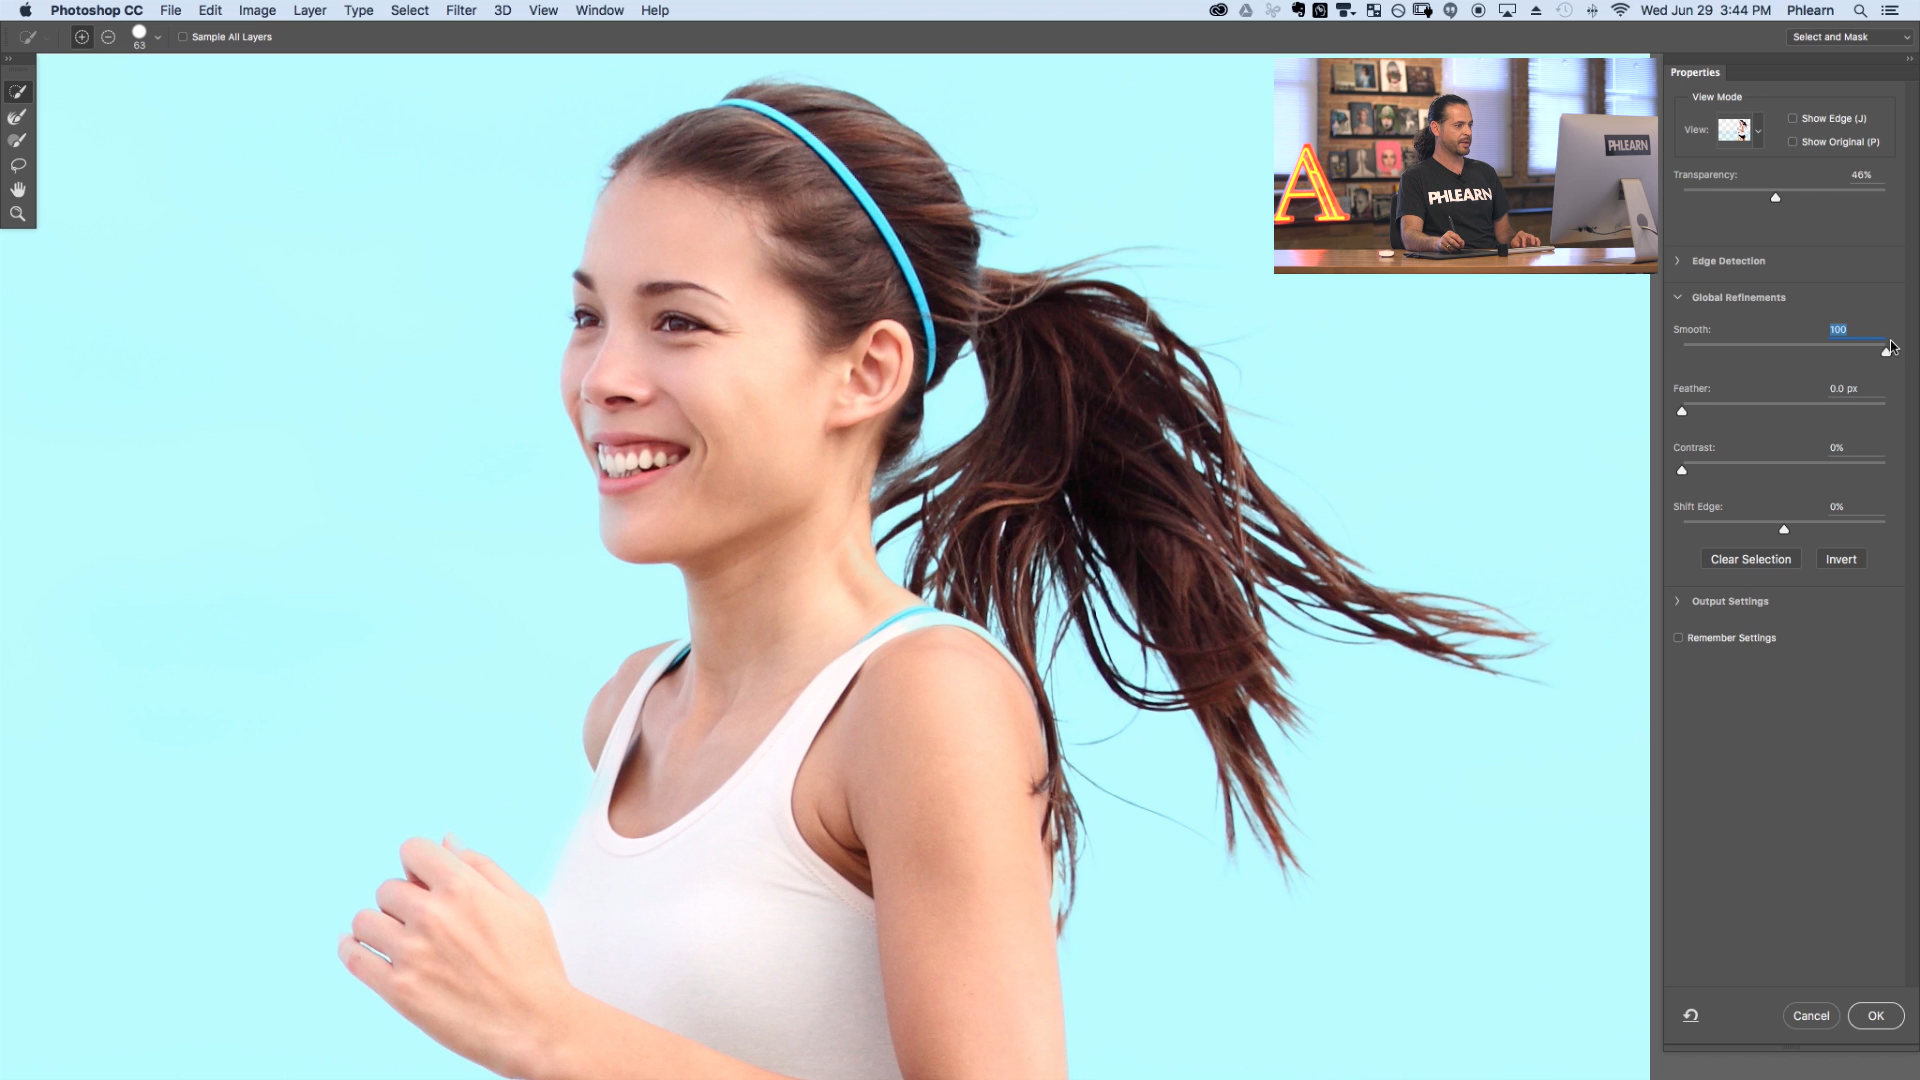 Photoshop CC File Edit Image Layer Type Select Filter 3D View Window Help Wed Jun 29 3:44 PM Phlearn
63 Sample All Layers Select and Mask
Properties
View Mode
View: Show Edge (J)
Show Original (P)
Transparency: 46%
Edge Detection
Global Refinements
Smooth: 100
Feather: 0.0 px
Contrast: 0%
Shift Edge: 0%
Clear Selection Invert
Output Settings
Remember Settings
Cancel OK
PHLEARN
PHLEARN
A